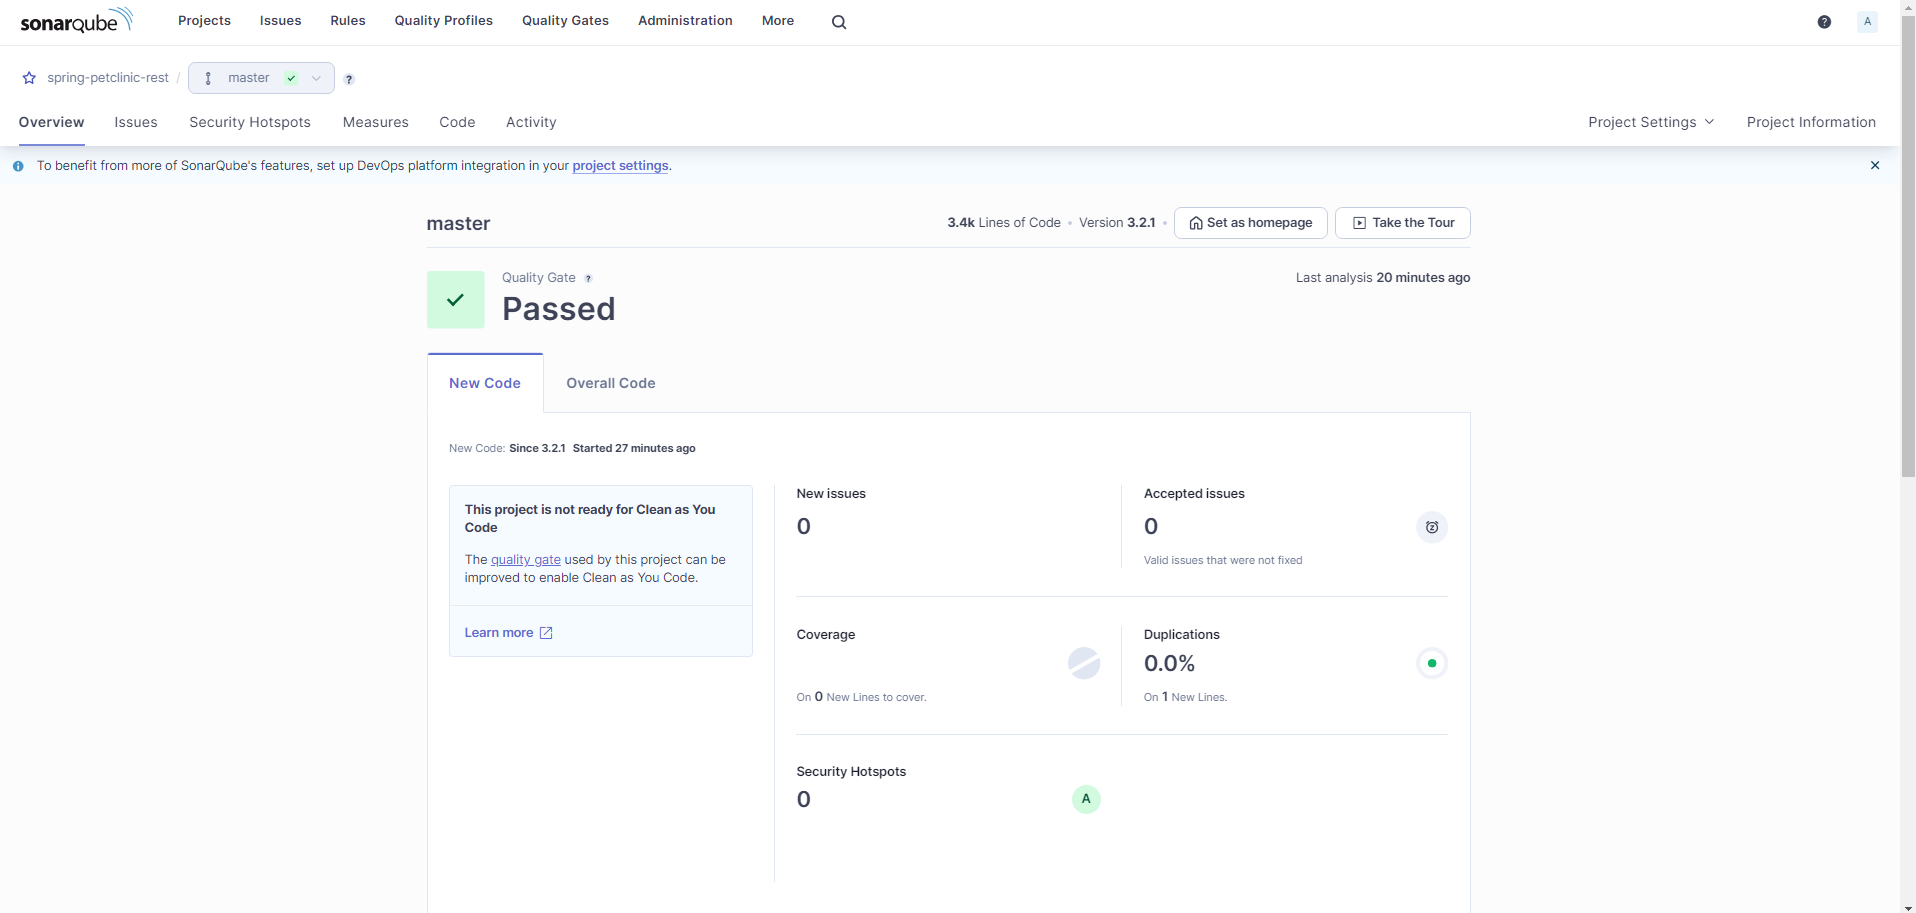 sonarqube
Projects Issues Rules Quality Profiles Quality Gates Administration More ? A
spring-petclinic-rest / master ?
Overview Issues Security Hotspots Measures Code Activity Project Settings Project Information
To benefit from more of SonarQube's features, set up DevOps platform integration in your project settings.
master 3.4k Lines of Code • Version 3.2.1 • Set as homepage Take the Tour
Quality Gate ? Last analysis 20 minutes ago
Passed
New Code Overall Code
New Code: Since 3.2.1 Started 27 minutes ago
This project is not ready for Clean as You
Code
The quality gate used by this project can be
improved to enable Clean as You Code.
Learn more
New issues
0
Accepted issues
0
Valid issues that were not fixed
Coverage
On 0 New Lines to cover.
Duplications
0.0%
On 1 New Lines.
Security Hotspots
0 A